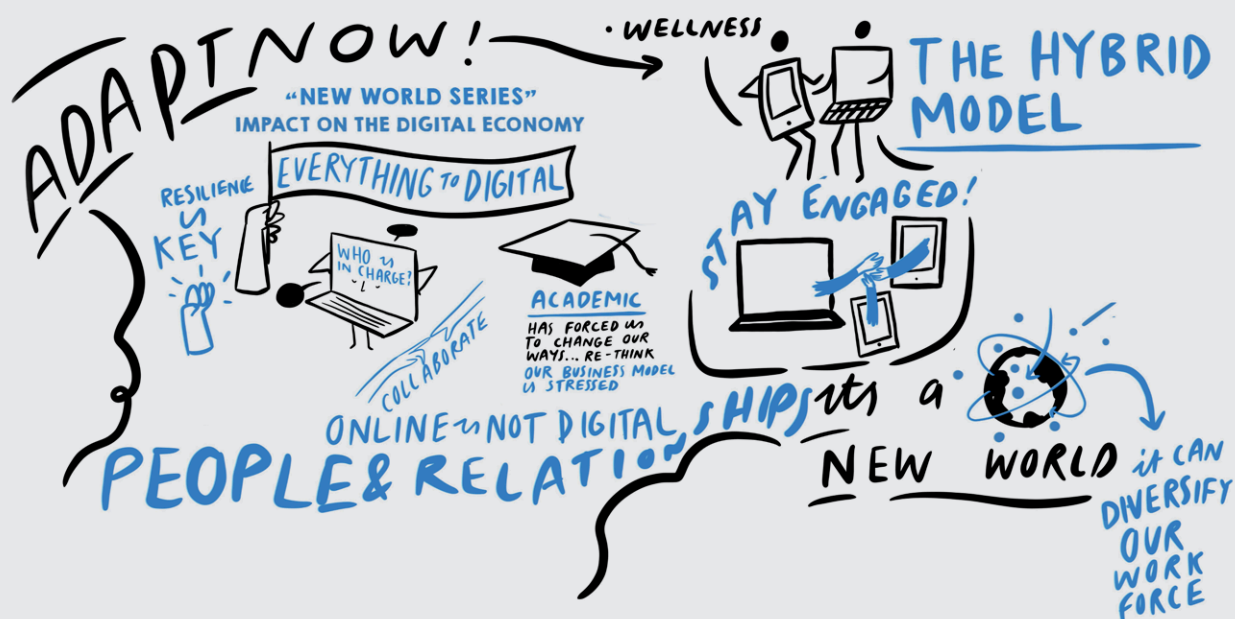 ADAPT NOW!
• WELLNESS
THE HYBRID
MODEL
"NEW WORLD SERIES"
IMPACT ON THE DIGITAL ECONOMY
EVERYTHING TO DIGITAL
RESILIENCE
IS
KEY
WHO IS
IN CHARGE?
COLLABORATE
ACADEMIC
HAS FORCED US
TO CHANGE OUR
WAYS... RE-THINK
OUR BUSINESS MODEL
IS STRESSED
ONLINE IS NOT DIGITAL
PEOPLE & RELATIONSHIPS
STAY ENGAGED!
its a
NEW WORLD
it CAN
DIVERSIFY
OUR
WORK
FORCE